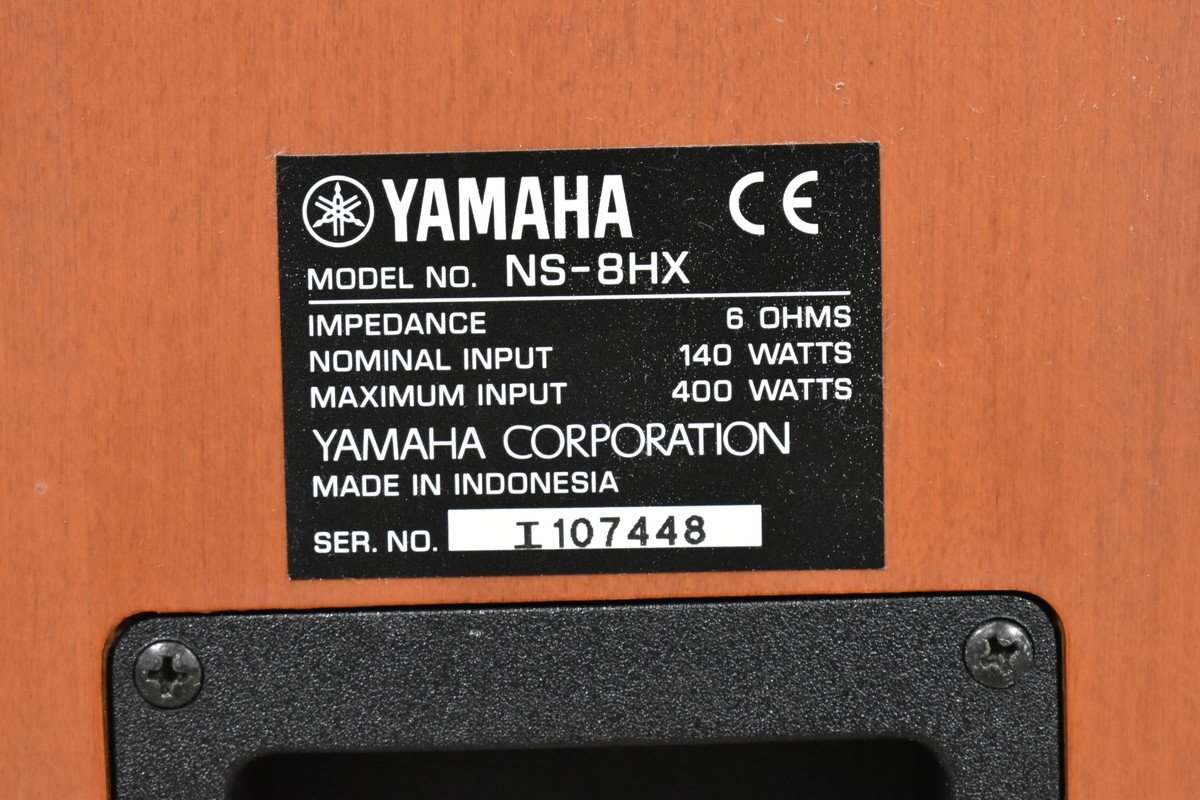 YAMAHA CE
MODEL NO. NS-8HX
IMPEDANCE 6 OHMS
NOMINAL INPUT 140 WATTS
MAXIMUM INPUT 400 WATTS
YAMAHA CORPORATION
MADE IN INDONESIA
SER. NO. I107448